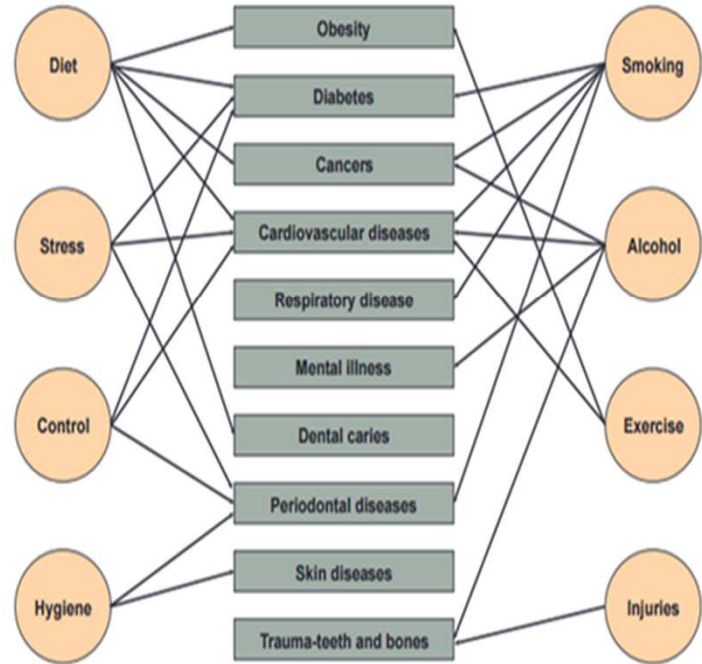 Obesity
Diet
Smoking
Diabetes
Cancers
Stress
Cardiovascular diseases
Alcohol
Respiratory disease
Mental illness
Control
Dental caries
Exercise
Periodontal diseases
Skin diseases
Hygiene
Injuries
Trauma-teeth and bones